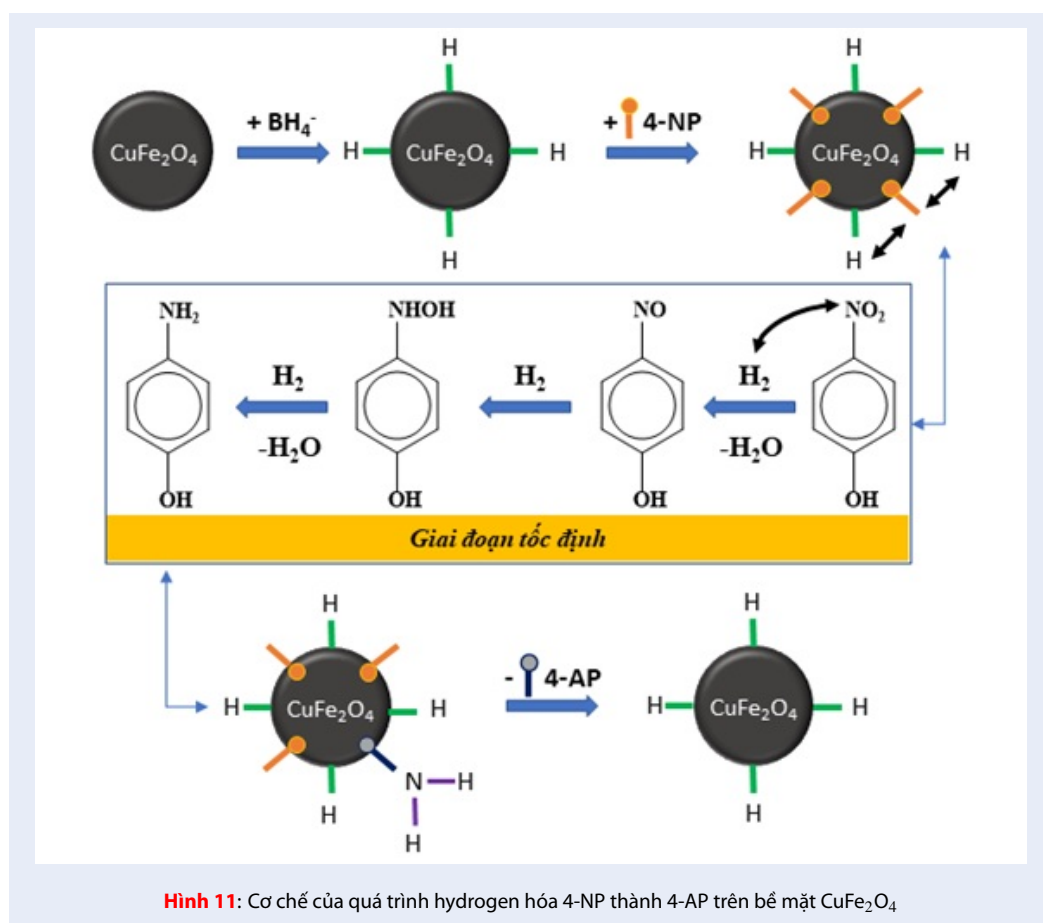 H
+ BH₄⁻
+ 4-NP
CuFe₂O₄
H CuFe₂O₄ H
H
H
H CuFe₂O₄ H
H
NH₂
NHOH
NO
NO₂
H₂
H₂
H₂
-H₂O
-H₂O
OH
OH
OH
OH
Giai đoạn tốc định
H
H CuFe₂O₄ H
H
N H
H
- 4-AP
H
H CuFe₂O₄ H
H
Hình 11: Cơ chế của quá trình hydrogen hóa 4-NP thành 4-AP trên bề mặt CuFe₂O₄